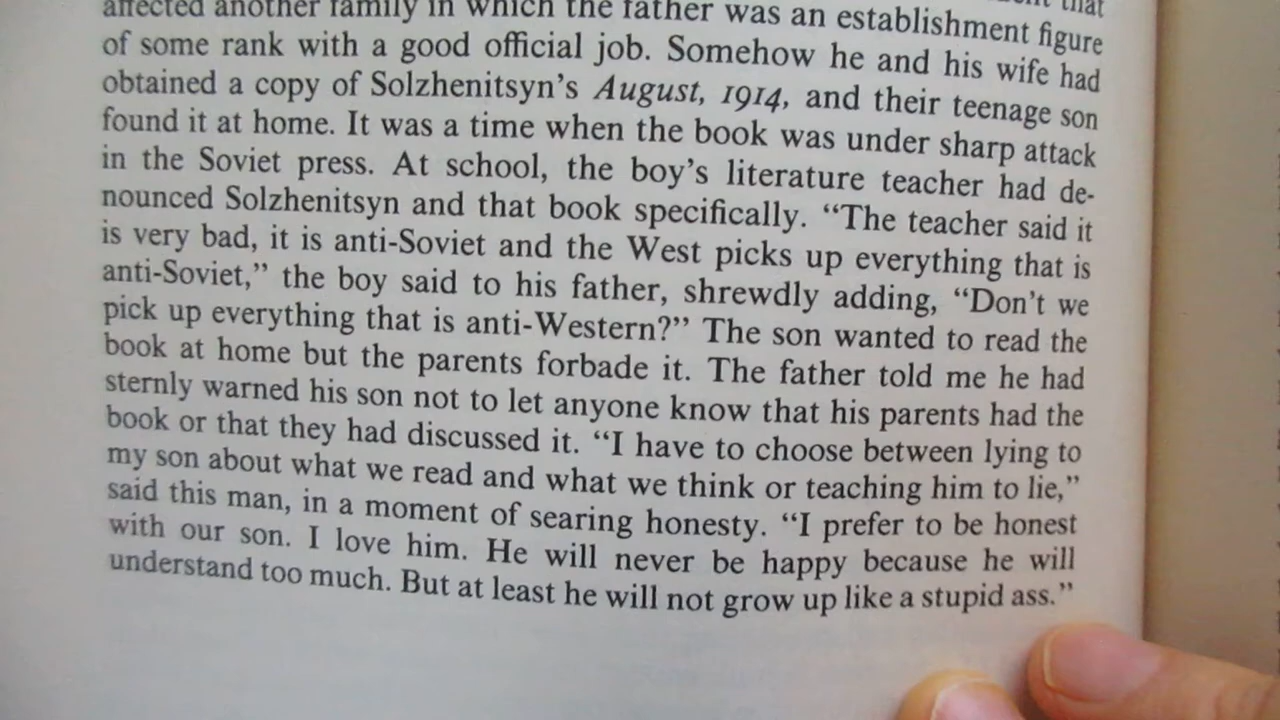 affected another family in which the father was an establishment figure
of some rank with a good official job. Somehow he and his wife had
obtained a copy of Solzhenitsyn’s August, 1914, and their teenage son
found it at home. It was a time when the book was under sharp attack
in the Soviet press. At school, the boy’s literature teacher had de-
nounced Solzhenitsyn and that book specifically. “The teacher said it
is very bad, it is anti-Soviet and the West picks up everything that is
anti-Soviet,” the boy said to his father, shrewdly adding, “Don’t we
pick up everything that is anti-Western?” The son wanted to read the
book at home but the parents forbade it. The father told me he had
sternly warned his son not to let anyone know that his parents had the
book or that they had discussed it. “I have to choose between lying to
my son about what we read and what we think or teaching him to lie,”
said this man, in a moment of searing honesty. “I prefer to be honest
with our son. I love him. He will never be happy because he will
understand too much. But at least he will not grow up like a stupid ass.”